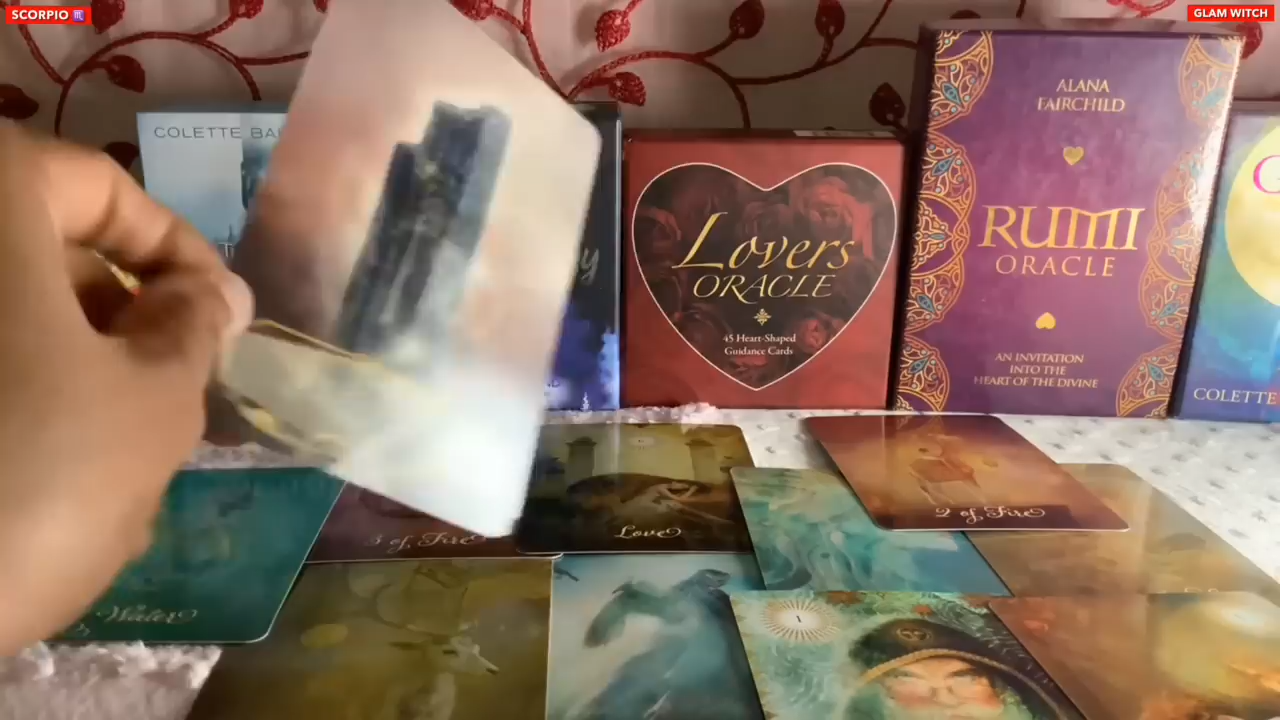 SCORPIO ♏
GLAM WITCH
COLETTE BA
ALANA
FAIRCHILD
RUMI
ORACLE
AN INVITATION
INTO THE
HEART OF THE DIVINE
Lovers
ORACLE
45 Heart-Shaped
Guidance Cards
COLETTE
3 of Fire
Love
2 of Fire
Water
1